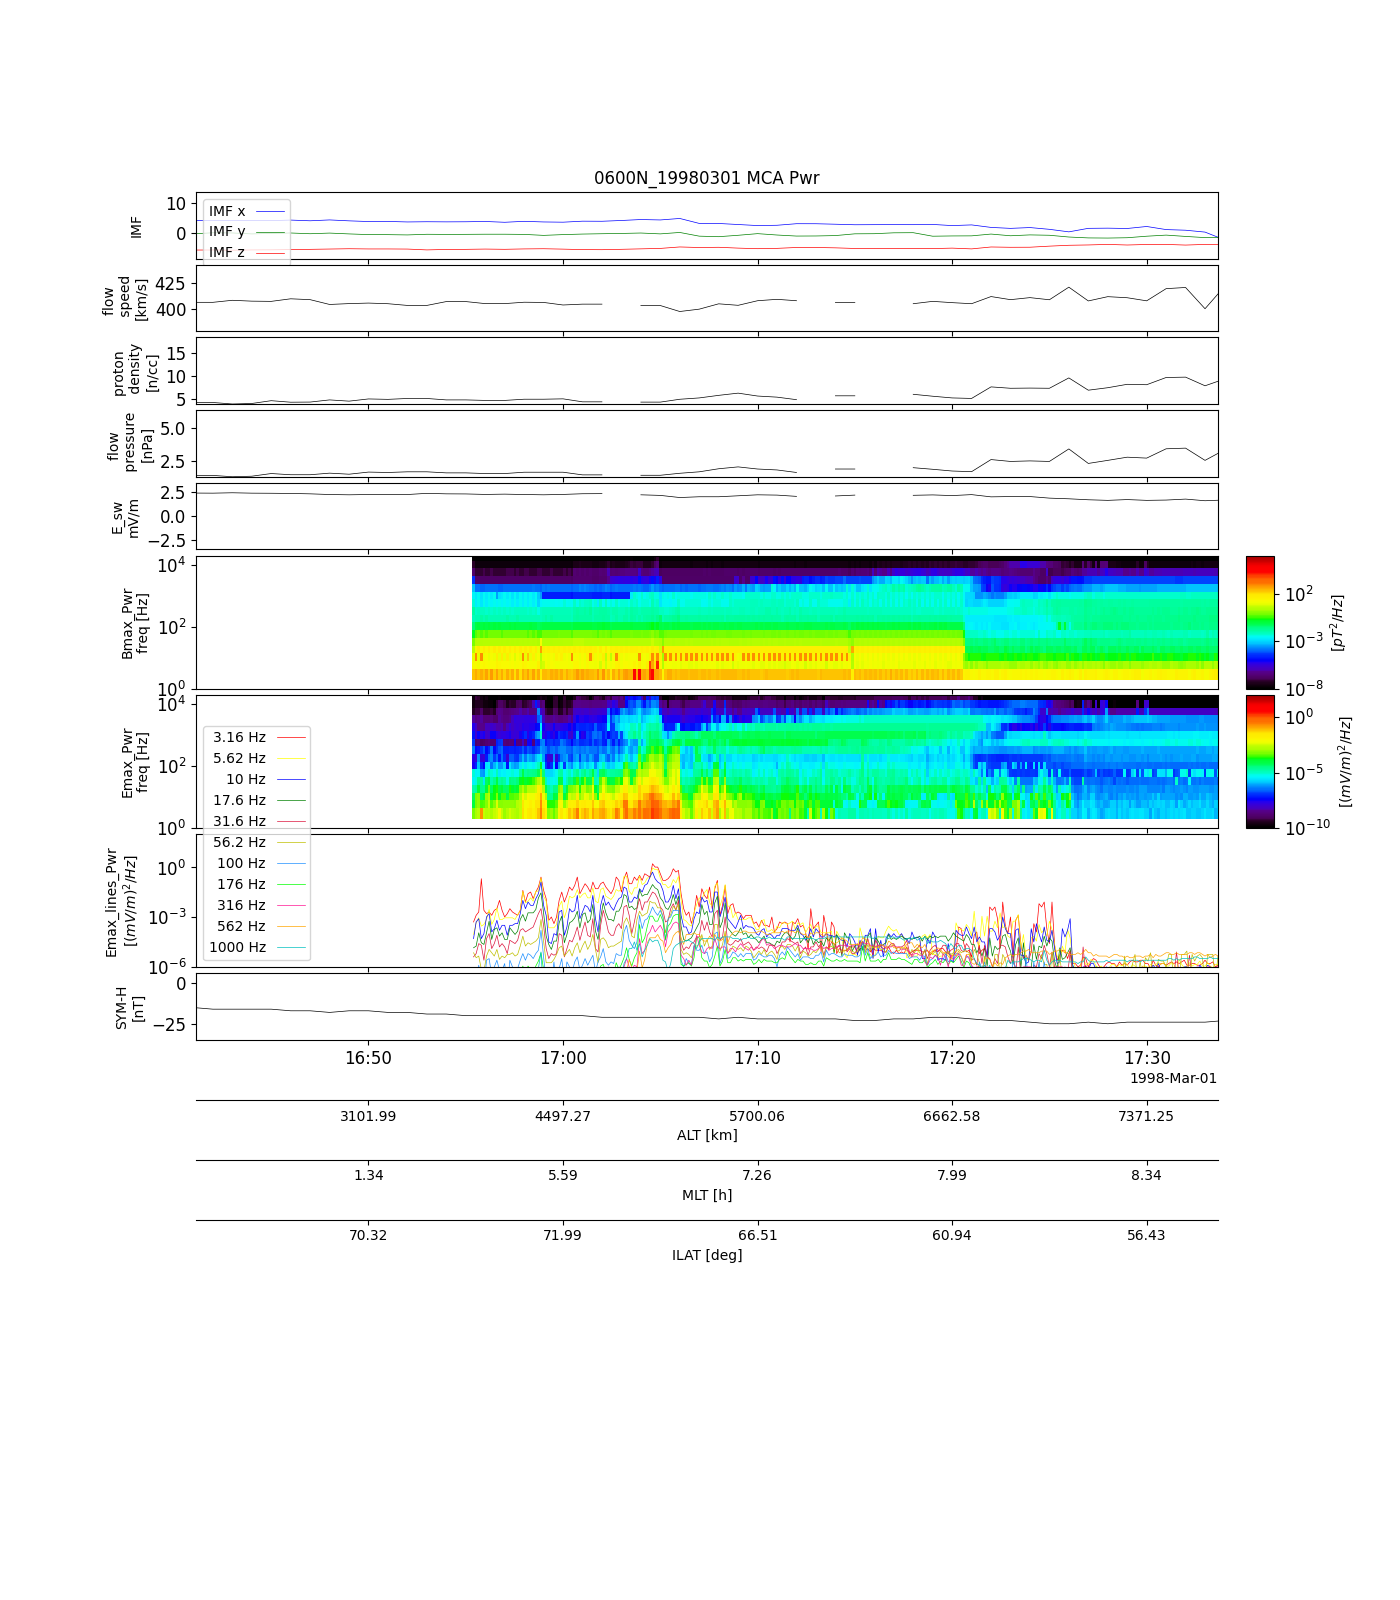 0600N_19980301 MCA Pwr
IMF
10
0
IMF x
IMF y
IMF z
flow
speed
[km/s]
425
400
proton
density
[n/cc]
15
10
5
flow
pressure
[nPa]
5.0
2.5
E_sw
mV/m
2.5
0.0
−2.5
Bmax_Pwr
freq [Hz]
10^4
10^2
10^0
10^2
10^−3
10^−8
[pT^2/Hz]
Emax_Pwr
freq [Hz]
10^4
10^2
10^0
10^0
10^−5
10^−10
[(mV/m)^2/Hz]
3.16 Hz
5.62 Hz
10 Hz
17.6 Hz
31.6 Hz
56.2 Hz
100 Hz
176 Hz
316 Hz
562 Hz
1000 Hz
Emax_lines_Pwr
[(mV/m)^2/Hz]
10^0
10^−3
10^−6
SYM-H
[nT]
0
−25
16:50 17:00 17:10 17:20 17:30
1998-Mar-01
3101.99 4497.27 5700.06 6662.58 7371.25
ALT [km]
1.34 5.59 7.26 7.99 8.34
MLT [h]
70.32 71.99 66.51 60.94 56.43
ILAT [deg]